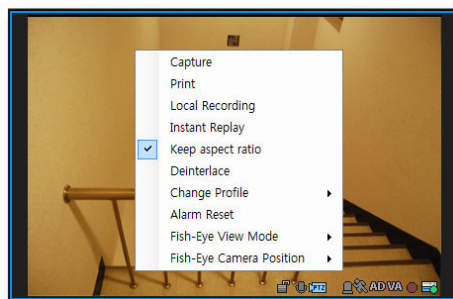 Capture
Print
Local Recording
Instant Replay
Keep aspect ratio
Deinterlace
Change Profile
Alarm Reset
Fish-Eye View Mode
Fish-Eye Camera Position
PTZ AD VA